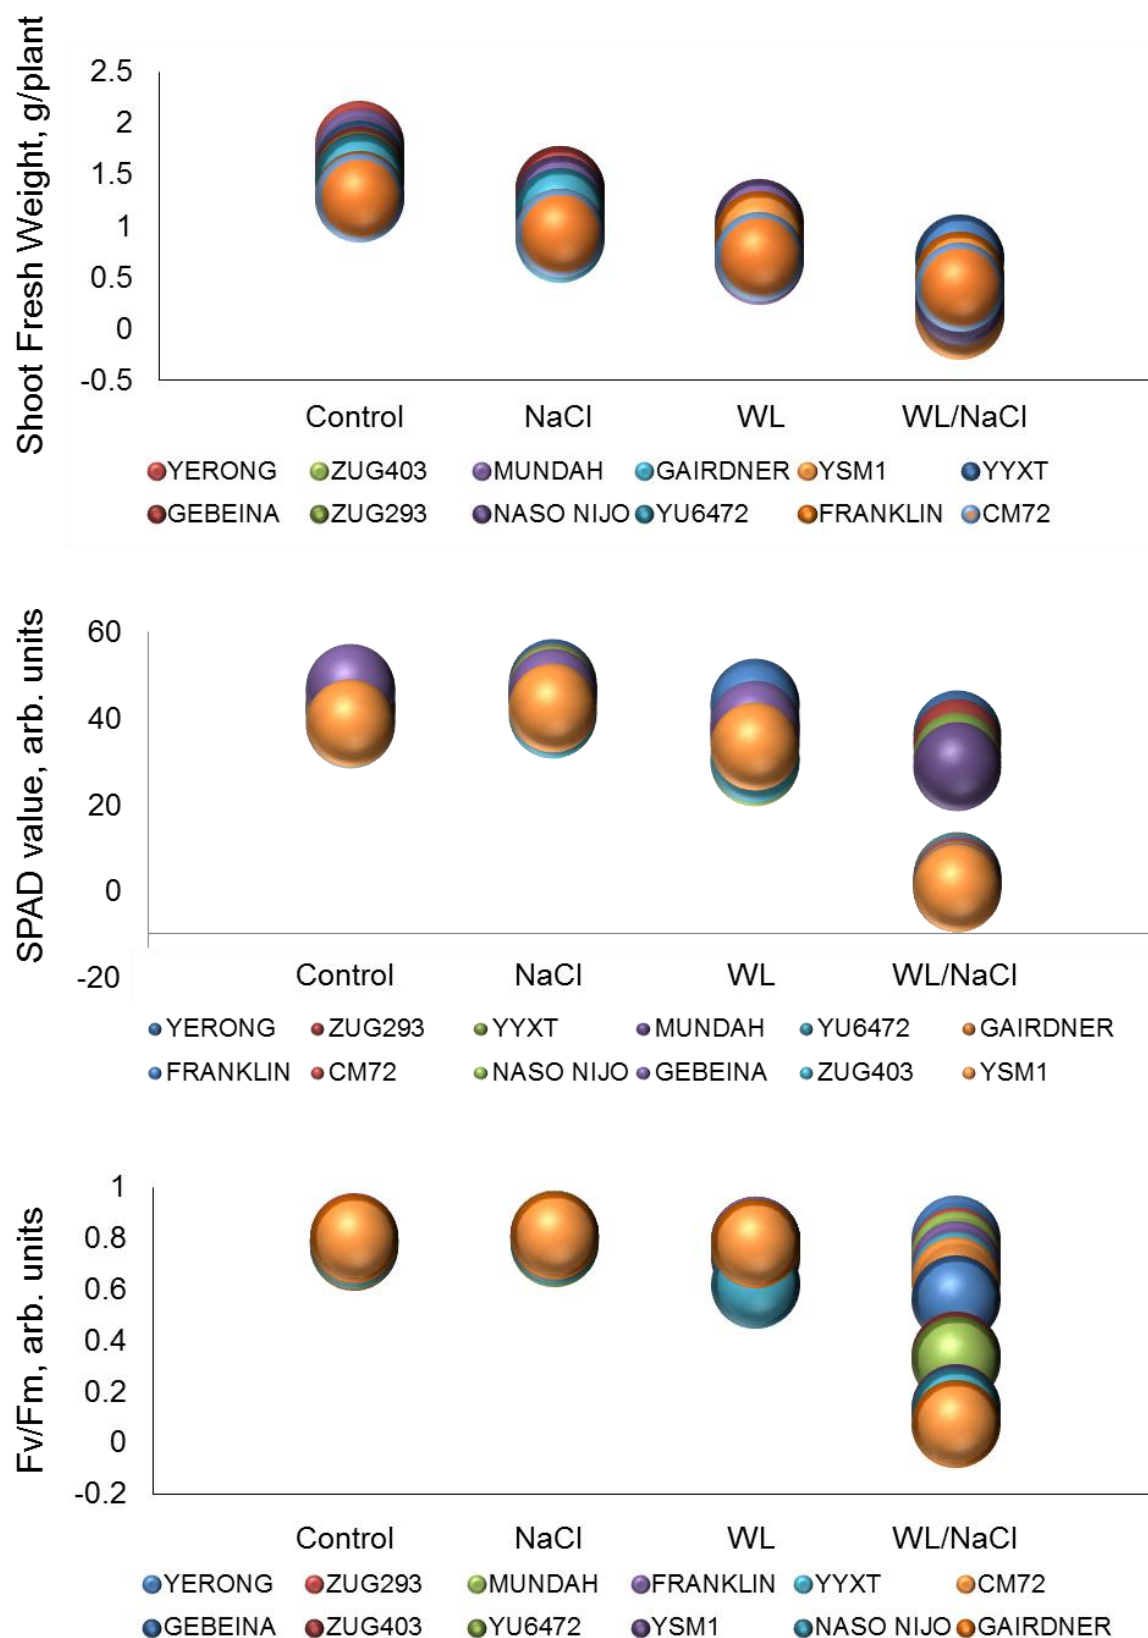 Shoot Fresh Weight, g/plant
2.5
2
1.5
1
0.5
0
-0.5
Control NaCl WL WL/NaCl
YERONG ZUG403 MUNDAH GAIRDNER YSM1 YYXT
GEBEINA ZUG293 NASO NIJO YU6472 FRANKLIN CM72
SPAD value, arb. units
60
40
20
0
-20
Control NaCl WL WL/NaCl
YERONG ZUG293 YYXT MUNDAH YU6472 GAIRDNER
FRANKLIN CM72 NASO NIJO GEBEINA ZUG403 YSM1
Fv/Fm, arb. units
1
0.8
0.6
0.4
0.2
0
-0.2
Control NaCl WL WL/NaCl
YERONG ZUG293 MUNDAH FRANKLIN YYXT CM72
GEBEINA ZUG403 YU6472 YSM1 NASO NIJO GAIRDNER